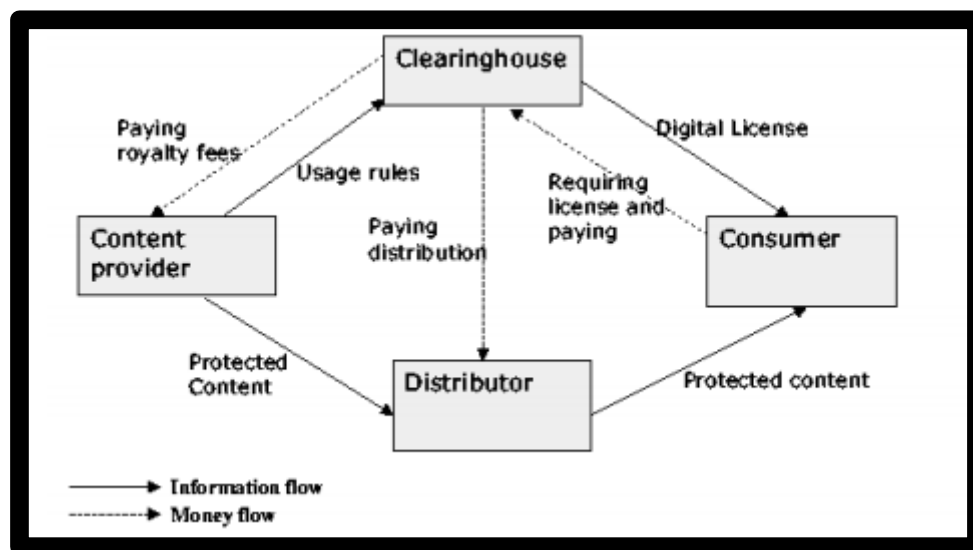 Clearinghouse
Paying
royalty fees
Usage rules
Digital License
Requiring
license and
paying
Paying
distribution
Content
provider
Consumer
Protected
Content
Distributor
Protected content
Information flow
Money flow